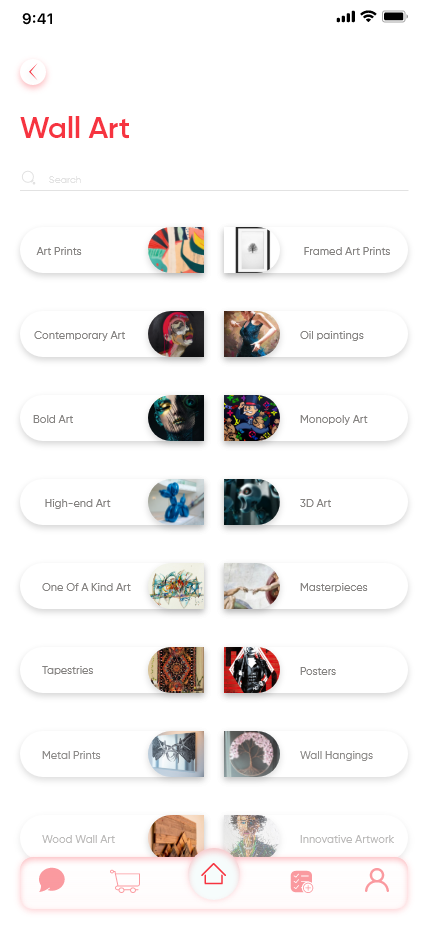 9:41
Wall Art
Search
Art Prints
Framed Art Prints
Contemporary Art
Oil paintings
Bold Art
Monopoly Art
High-end Art
3D Art
One Of A Kind Art
Masterpieces
Tapestries
Posters
Metal Prints
Wall Hangings
Wood Wall Art
Innovative Artwork